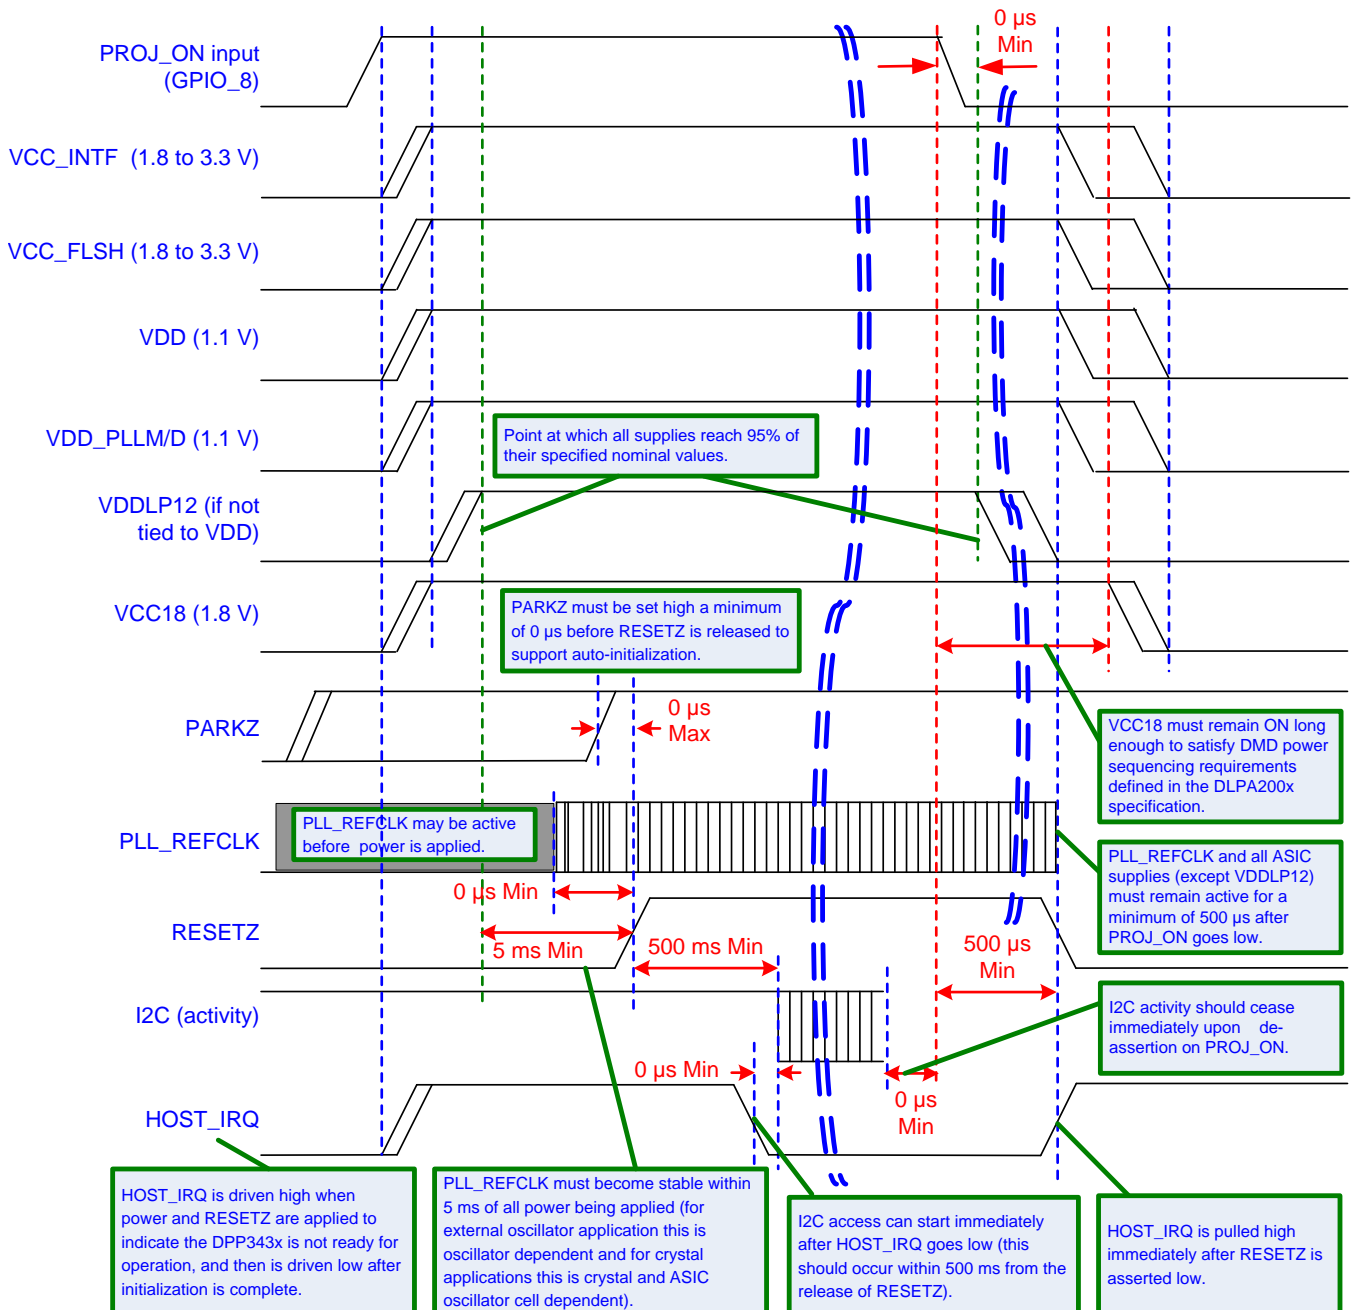 0 µs
Min
PROJ_ON input
(GPIO_8)
VCC_INTF (1.8 to 3.3 V)
VCC_FLSH (1.8 to 3.3 V)
VDD (1.1 V)
VDD_PLLM/D (1.1 V)
Point at which all supplies reach 95% of
their specified nominal values.
VDDLP12 (if not
tied to VDD)
VCC18 (1.8 V)
PARKZ must be set high a minimum
of 0 µs before RESETZ is released to
support auto-initialization.
PARKZ
0 µs
Max
VCC18 must remain ON long
enough to satisfy DMD power
sequencing requirements
defined in the DLPA200x
specification.
PLL_REFCLK
PLL_REFCLK may be active
before power is applied.
PLL_REFCLK and all ASIC
supplies (except VDDLP12)
must remain active for a
minimum of 500 µs after
PROJ_ON goes low.
0 µs Min
RESETZ
5 ms Min
500 ms Min
500 µs
Min
I2C (activity)
I2C activity should cease
immediately upon de-
assertion on PROJ_ON.
0 µs Min
0 µs
Min
HOST_IRQ
HOST_IRQ is driven high when
power and RESETZ are applied to
indicate the DPP343x is not ready for
operation, and then is driven low after
initialization is complete.
PLL_REFCLK must become stable within
5 ms of all power being applied (for
external oscillator application this is
oscillator dependent and for crystal
applications this is crystal and ASIC
oscillator cell dependent).
I2C access can start immediately
after HOST_IRQ goes low (this
should occur within 500 ms from the
release of RESETZ).
HOST_IRQ is pulled high
immediately after RESETZ is
asserted low.